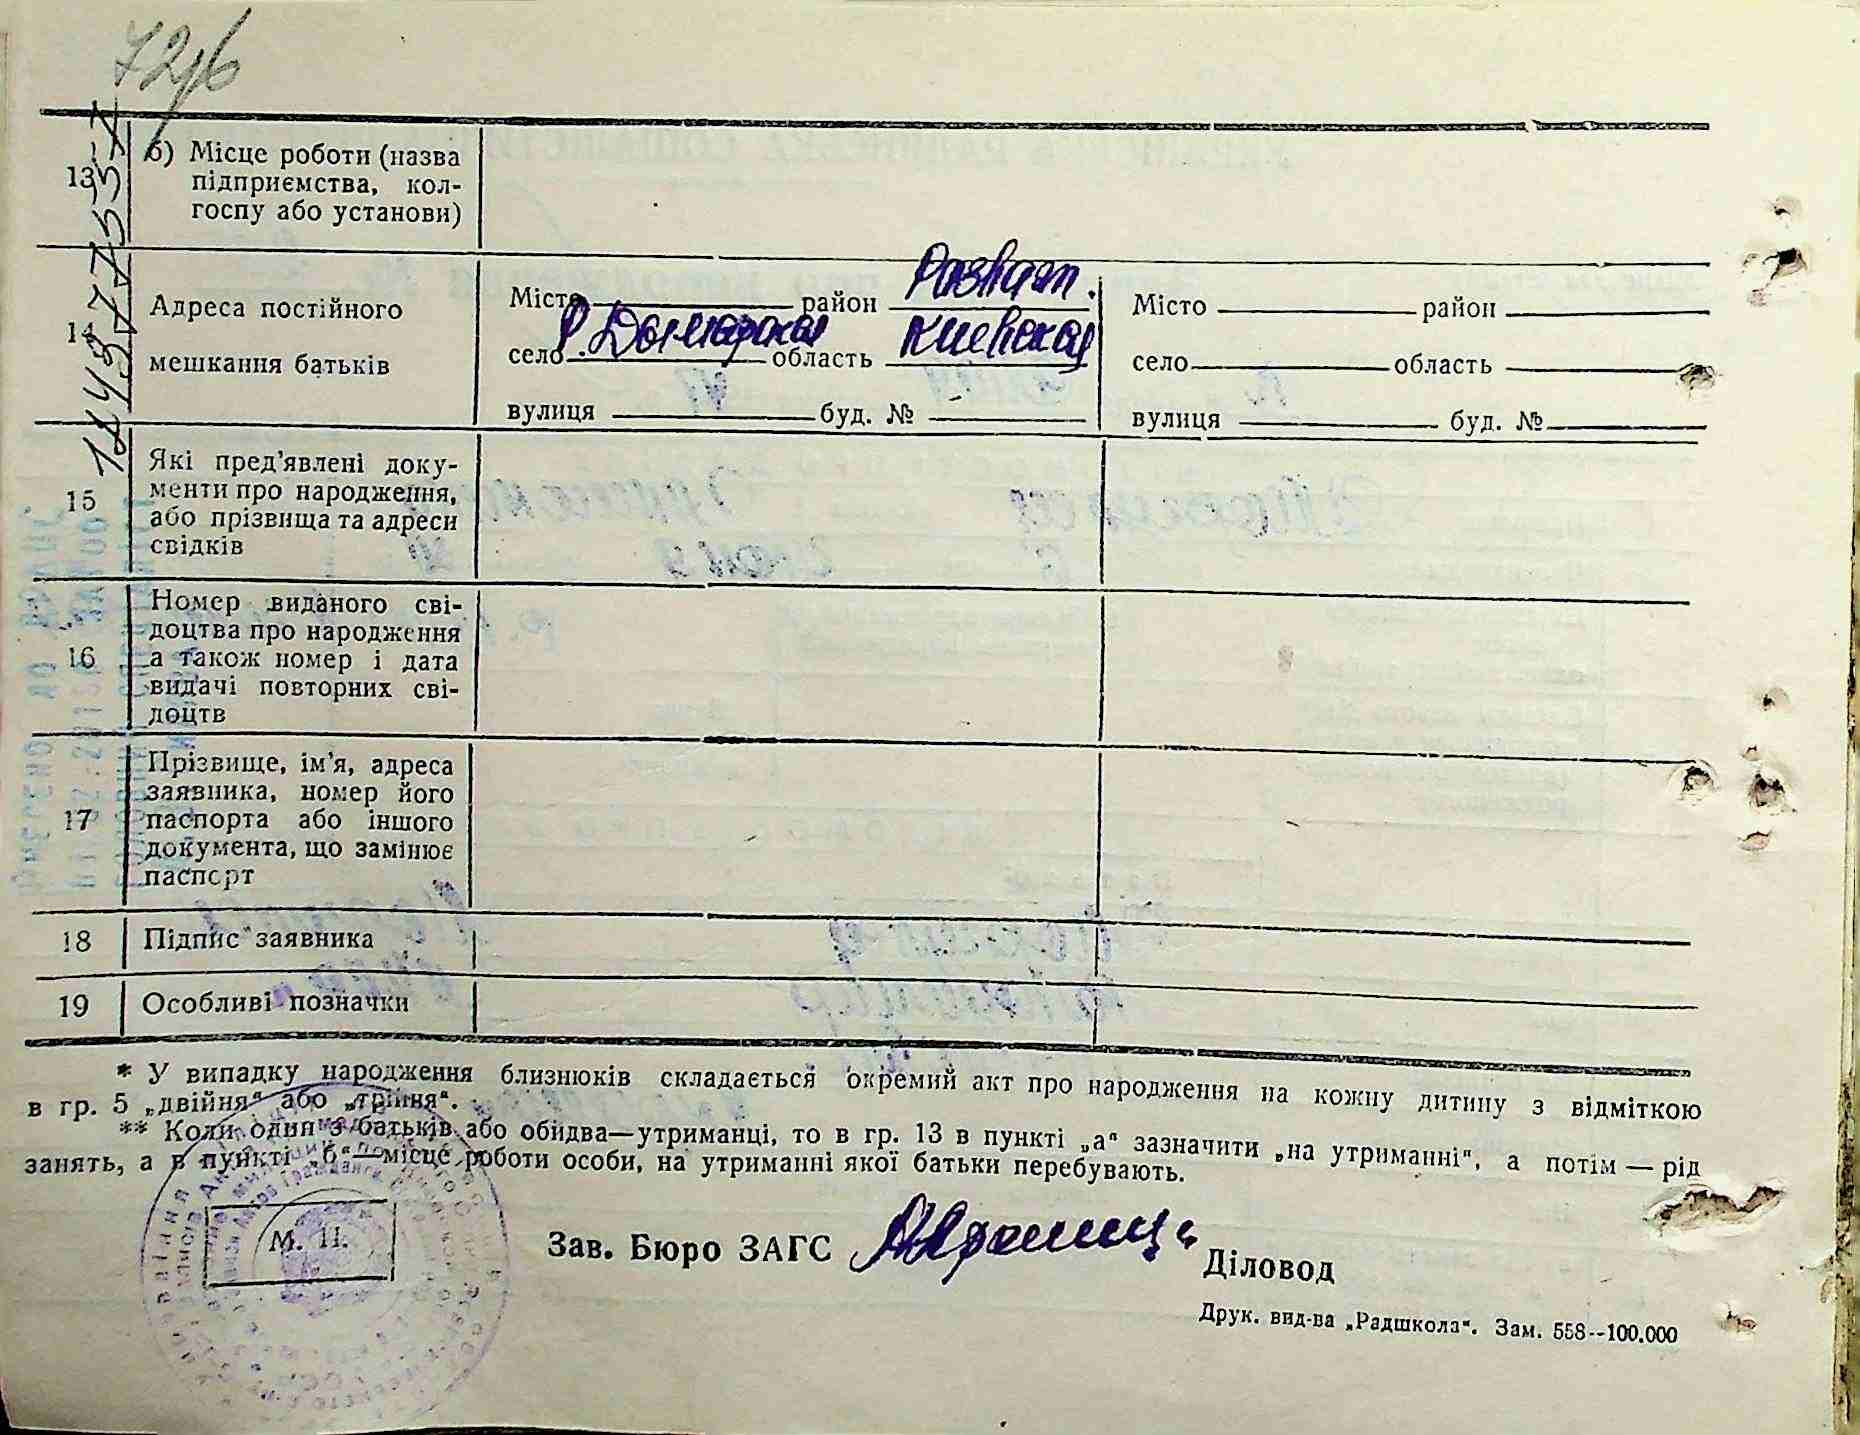 13
б) Місце роботи (назва
підприємства, кол-
госпу або установи)
14
Адреса постійного
мешкання батьків
Місто район Розваж.
село область Киевская
вулиця буд. №
Місто район
село область
вулиця буд. №
15
Які пред’явлені доку-
менти про народження,
або прізвища та адреси
свідків
16
Номер виданого сві-
доцтва про народження
а також номер і дата
видачі повторних сві-
доцтв
17
Прізвище, ім’я, адреса
заявника, номер його
паспорта або іншого
документа, що замінює
паспорт
18 Підпис заявника
19 Особливі позначки
* У випадку народження близнюків складається окремий акт про народження на кожну дитину з відміткою
в гр. 5 „двійня“ або „трійня“.
** Коли один з батьків або обидва—утриманці, то в гр. 13 в пункті „а“ зазначити „на утриманні“, а потім — рід
занять, а в пункті „б“—місце роботи особи, на утриманні якої батьки перебувають.
М. П.
Зав. Бюро ЗАГС
Діловод
Друк. вид-ва „Радшкола“. Зам. 558--100.000